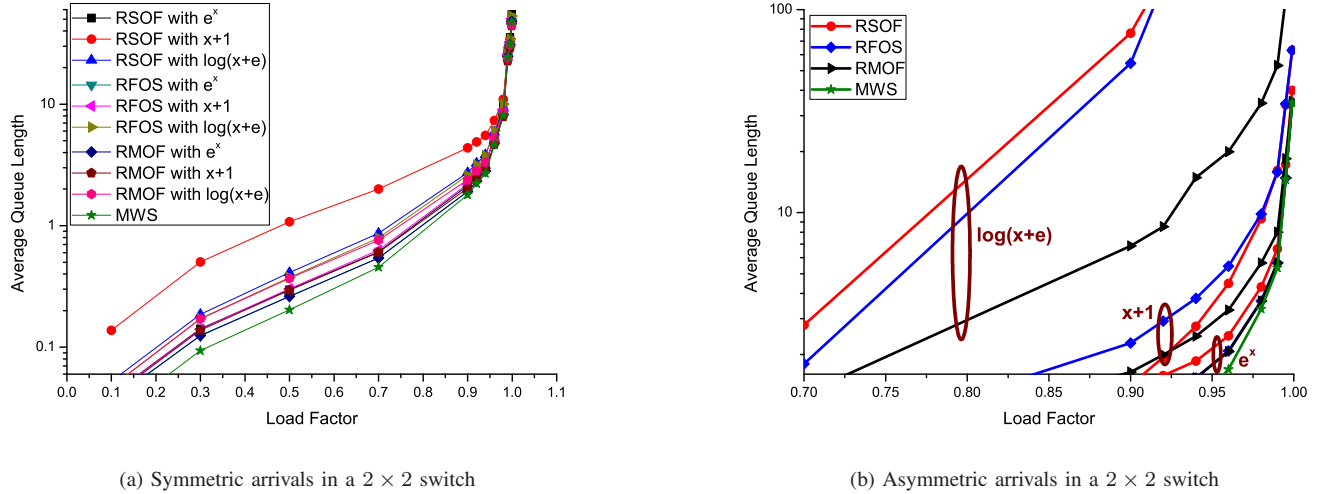 RSOF with e^x
RSOF with x+1
RSOF with log(x+e)
RFOS with e^x
RFOS with x+1
RFOS with log(x+e)
RMOF with e^x
RMOF with x+1
RMOF with log(x+e)
MWS
10
1
0.1
Average Queue Length
0.0 0.1 0.2 0.3 0.4 0.5 0.6 0.7 0.8 0.9 1.0 1.1
Load Factor
(a) Symmetric arrivals in a 2 × 2 switch
RSOF
RFOS
RMOF
MWS
100
10
Average Queue Length
log(x+e)
x+1
e^x
0.70 0.75 0.80 0.85 0.90 0.95 1.00
Load Factor
(b) Asymmetric arrivals in a 2 × 2 switch